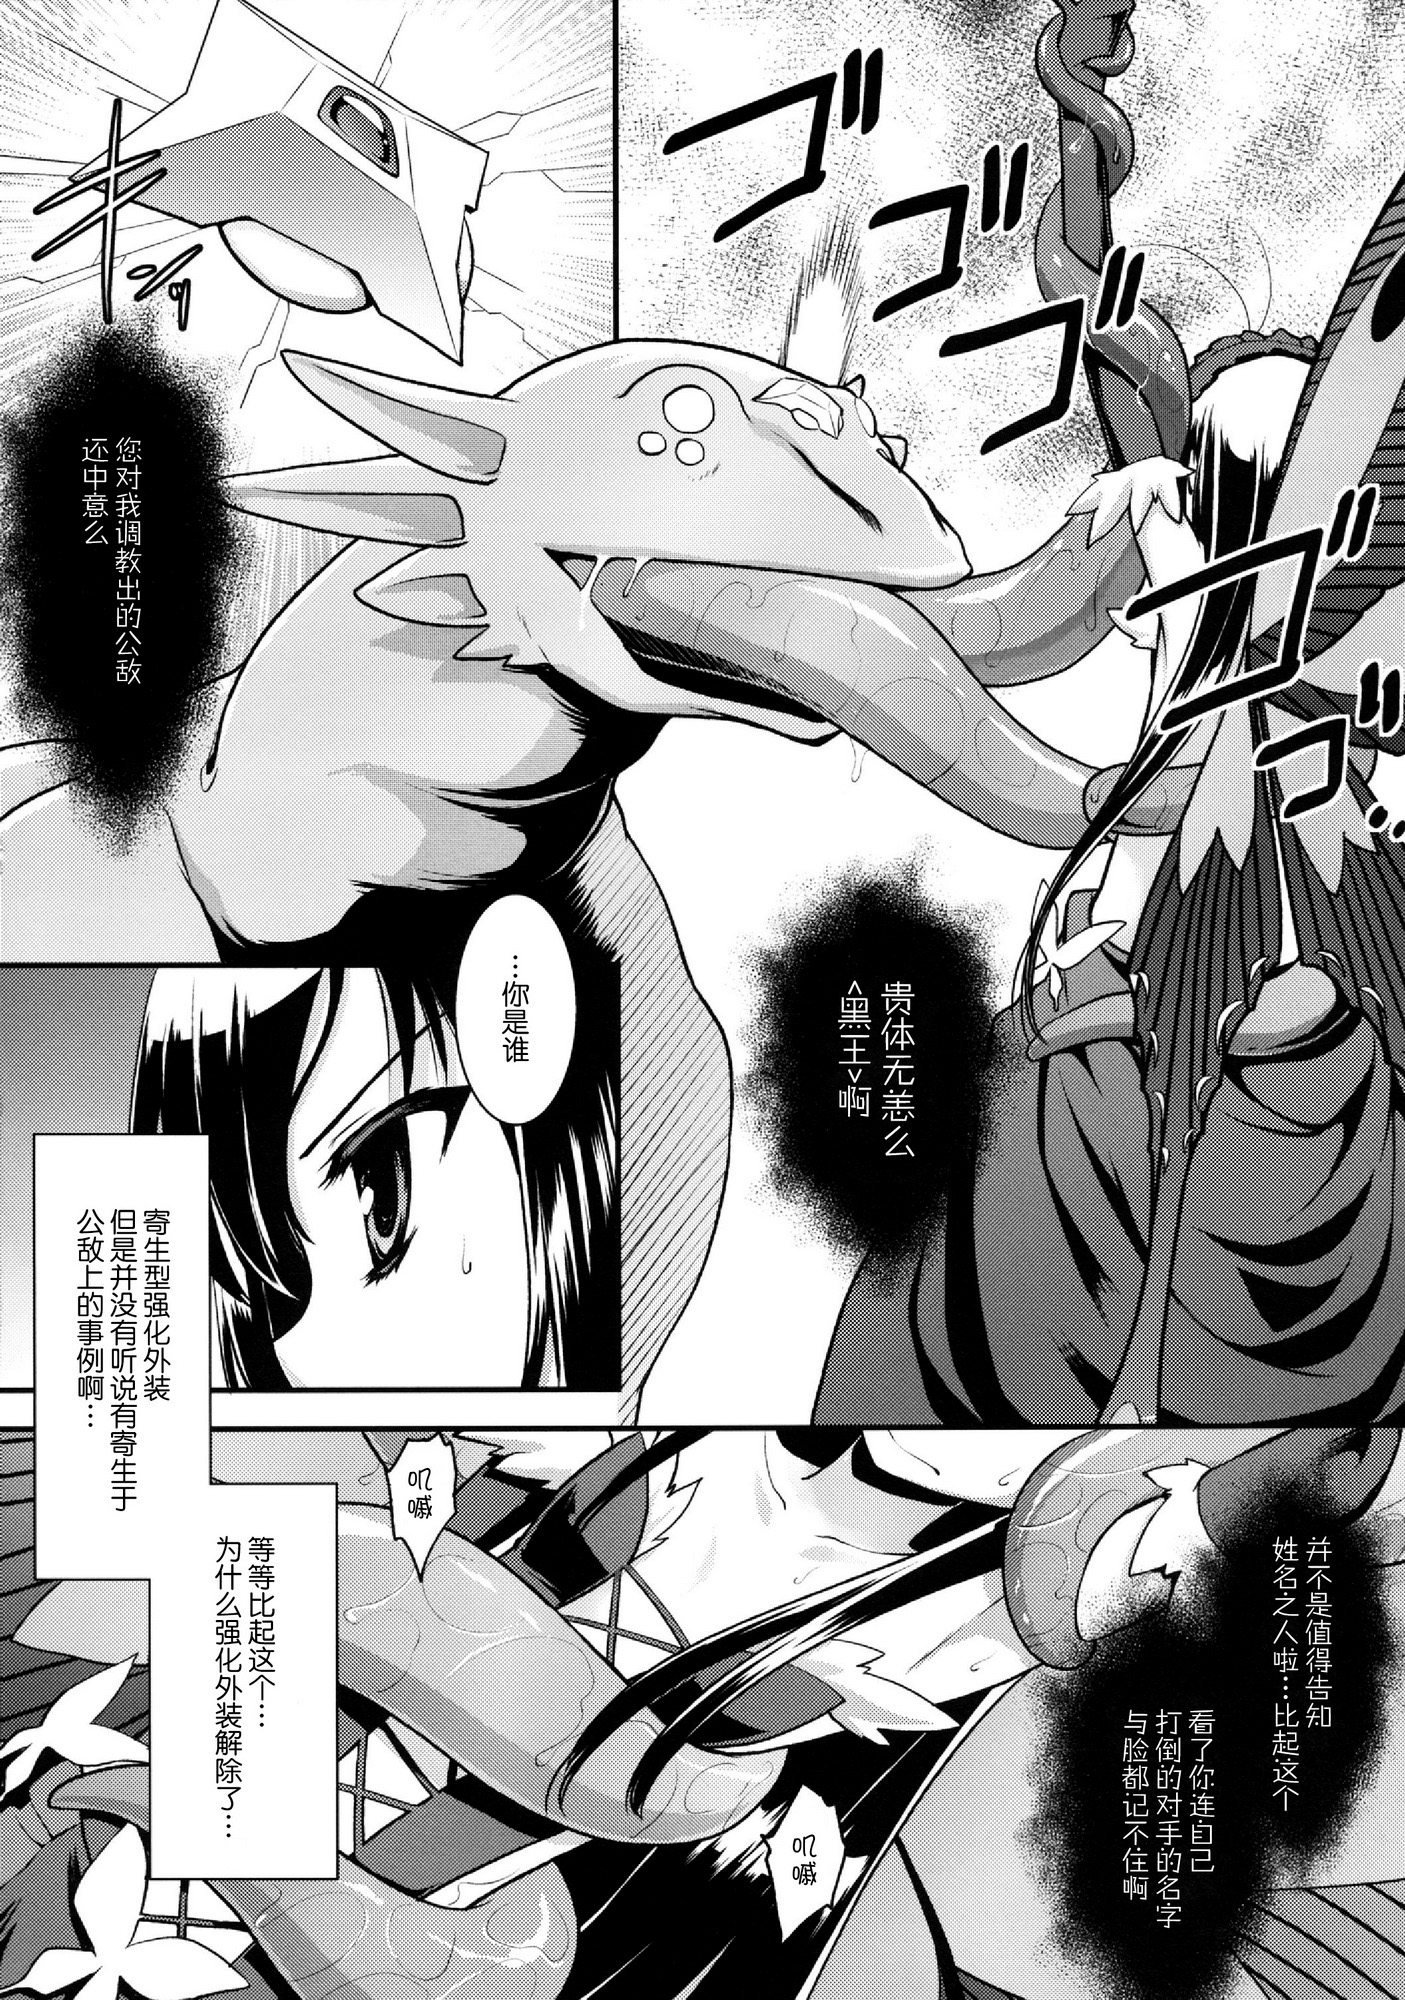 ゴゴゴ
ゴゴ…
ギギッ
贵体无恙么
<黑王>啊
您对我调教出的公敌
还中意么
…你是谁
寄生型强化外装
但是并没有听说有寄生于
公敌上的事例啊…
等等比起这个…
为什么强化外装解除了…
并不是值得告知
姓名之人啦…比起这个
看了你连自己
打倒的对手的名字
与脸都记不住啊
叽
嘁
叽
嘁